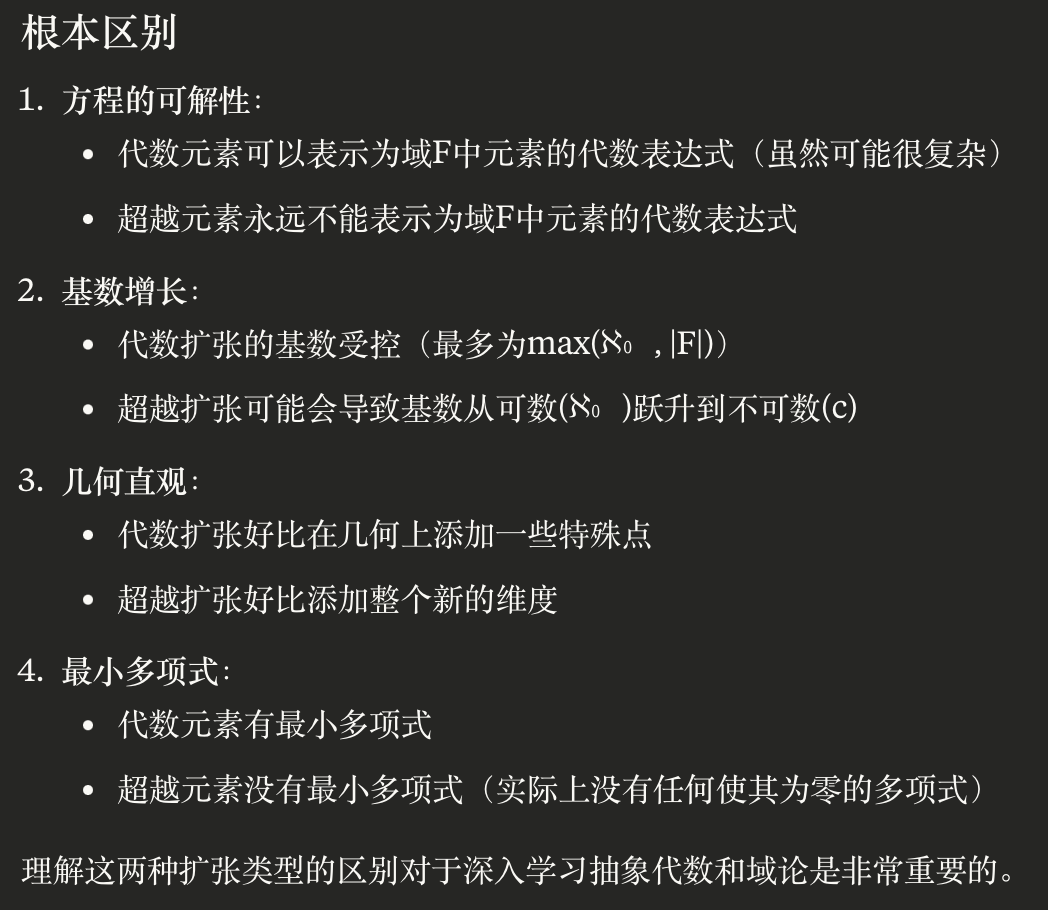 根本区别
1. 方程的可解性：
• 代数元素可以表示为域F中元素的代数表达式（虽然可能很复杂）
• 超越元素永远不能表示为域F中元素的代数表达式
2. 基数增长：
• 代数扩张的基数受控（最多为max(ℵ₀, |F|)）
• 超越扩张可能会导致基数从可数(ℵ₀)跃升到不可数(c)
3. 几何直观：
• 代数扩张好比在几何上添加一些特殊点
• 超越扩张好比添加整个新的维度
4. 最小多项式：
• 代数元素有最小多项式
• 超越元素没有最小多项式（实际上没有任何使其为零的多项式）
理解这两种扩张类型的区别对于深入学习抽象代数和域论是非常重要的。